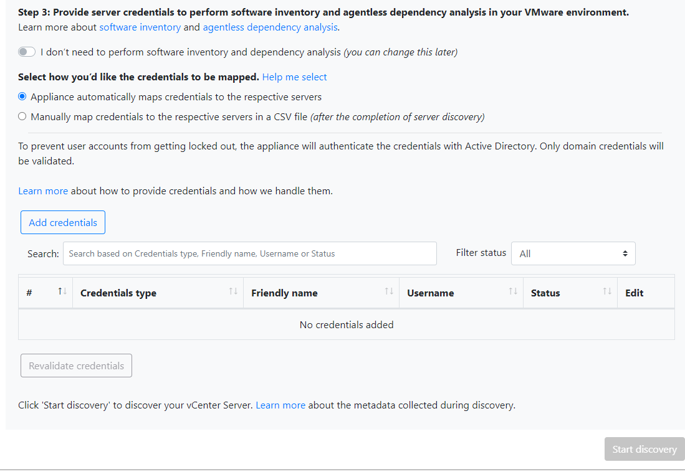 Step 3: Provide server credentials to perform software inventory and agentless dependency analysis in your VMware environment.
Learn more about software inventory and agentless dependency analysis.
I don't need to perform software inventory and dependency analysis (you can change this later)
Select how you'd like the credentials to be mapped. Help me select
Appliance automatically maps credentials to the respective servers
Manually map credentials to the respective servers in a CSV file (after the completion of server discovery)
To prevent user accounts from getting locked out, the appliance will authenticate the credentials with Active Directory. Only domain credentials will
be validated.
Learn more about how to provide credentials and how we handle them.
Add credentials
Search: Search based on Credentials type, Friendly name, Username or Status Filter status All
# Credentials type Friendly name Username Status Edit
No credentials added
Revalidate credentials
Click 'Start discovery' to discover your vCenter Server. Learn more about the metadata collected during discovery.
Start discovery